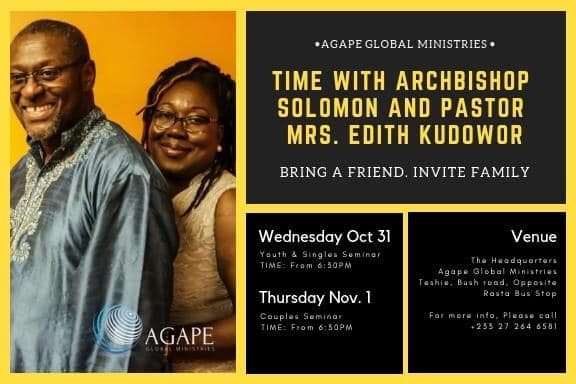 •AGAPE GLOBAL MINISTRIES•
TIME WITH ARCHBISHOP
SOLOMON AND PASTOR
MRS. EDITH KUDOWOR
BRING A FRIEND. INVITE FAMILY
Wednesday Oct 31
Youth & Singles Seminar
TIME: From 6:30PM
Thursday Nov. 1
Couples Seminar
TIME: From 6:30PM
Venue
The Headquarters
Agape Global Ministries
Teshie, Bush road, Opposite
Rasta Bus Stop
For more info, Please call
+233 27 264 6581
AGAPE
GLOBAL MINISTRIES